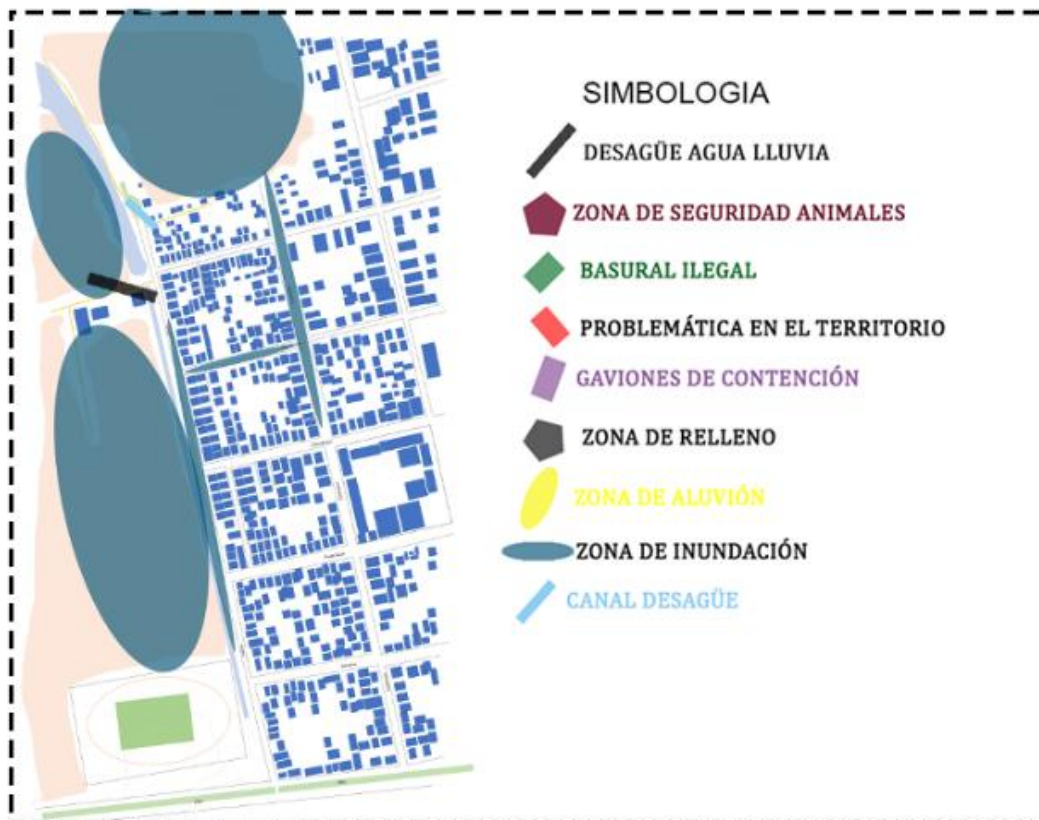 SIMBOLOGIA
DESAGÜE AGUA LLUVIA
ZONA DE SEGURIDAD ANIMALES
BASURAL ILEGAL
PROBLEMÁTICA EN EL TERRITORIO
GAVIONES DE CONTENCIÓN
ZONA DE RELLENO
ZONA DE ALUVIÓN
ZONA DE INUNDACIÓN
CANAL DESAGÜE